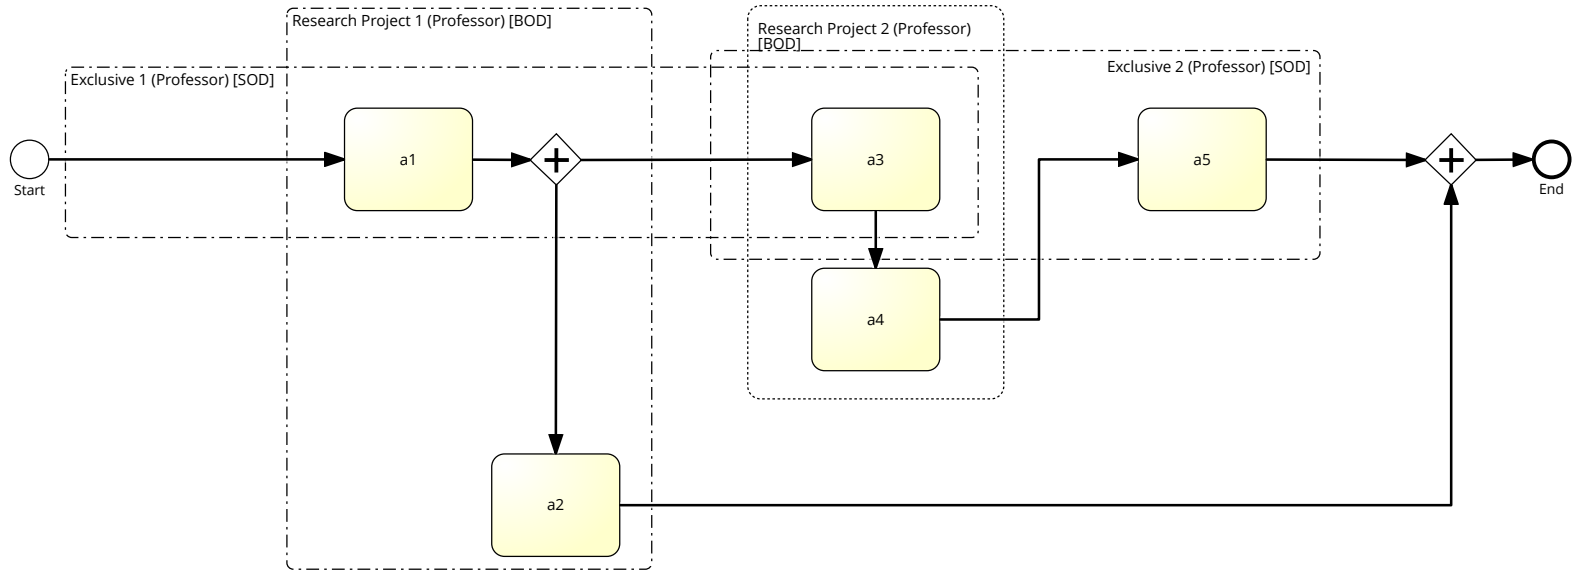 Research Project 1 (Professor) [BOD]
Research Project 2 (Professor)
[BOD]
Exclusive 1 (Professor) [SOD]
Exclusive 2 (Professor) [SOD]
Start
a1
a3
a5
End
a4
a2